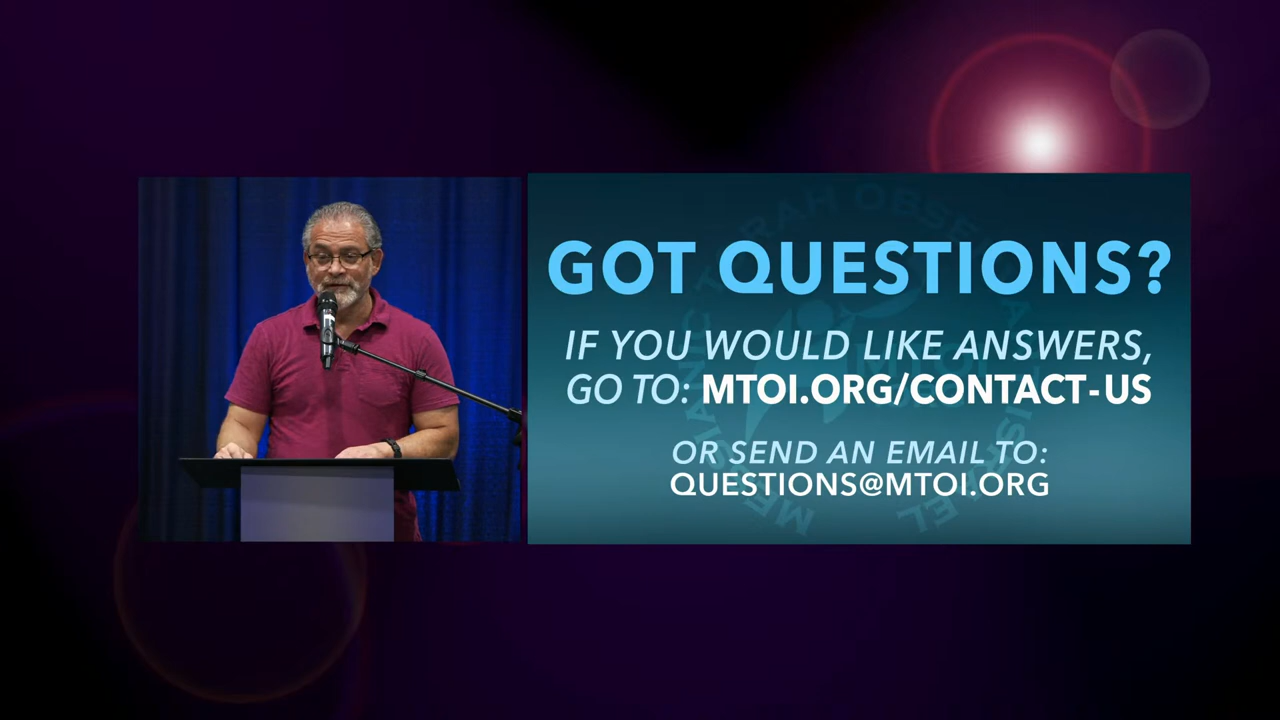 GOT QUESTIONS?
IF YOU WOULD LIKE ANSWERS,
GO TO: MTOI.ORG/CONTACT-US
OR SEND AN EMAIL TO:
QUESTIONS@MTOI.ORG